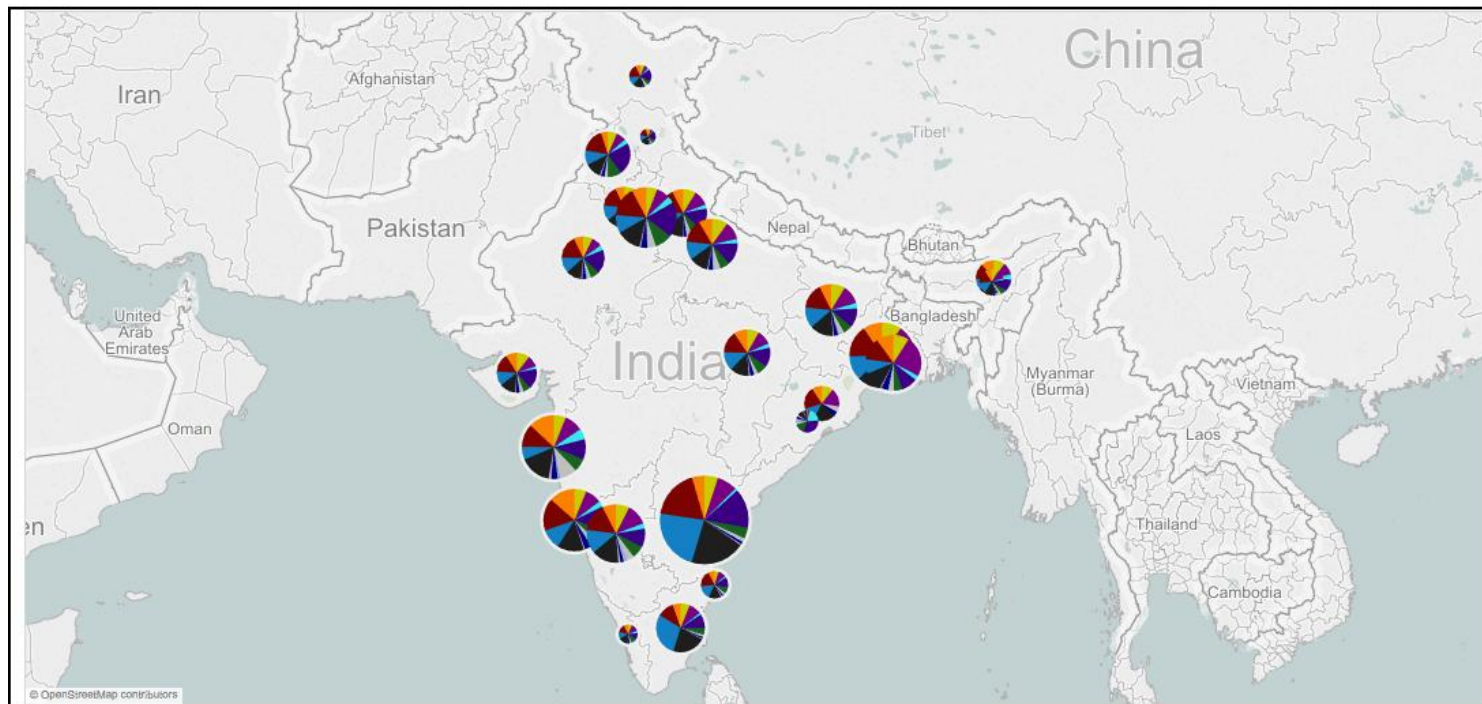 China
Afghanistan
Iran
Tibet
Pakistan
Nepal
Bhutan
United
Arab
Emirates
Bangladesh
India
Myanmar
(Burma)
Vietnam
Oman
Laos
en
Thailand
Cambodia
© OpenStreetMap contributors